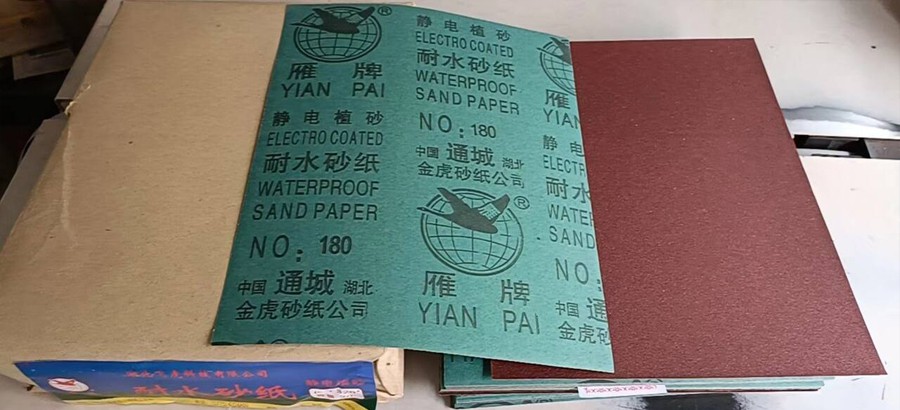 ®
雁 牌
YIAN PAI
静电植砂
ELECTRO COATED
耐水砂纸
WATERPROOF
SAND PAPER
NO: 180
中国 通城 湖北
金虎砂纸公司
静电植砂
ELECTRO COATED
耐水砂纸
WATERPROOF
SAND PAPER
NO: 180
中国 通城 湖北
金虎砂纸公司
®
雁 牌
YIAN PAI
雁
YIAN
静 电
ELECT
耐水
WATE
SAND
NO:
中国 通
金虎砂
耐水砂纸